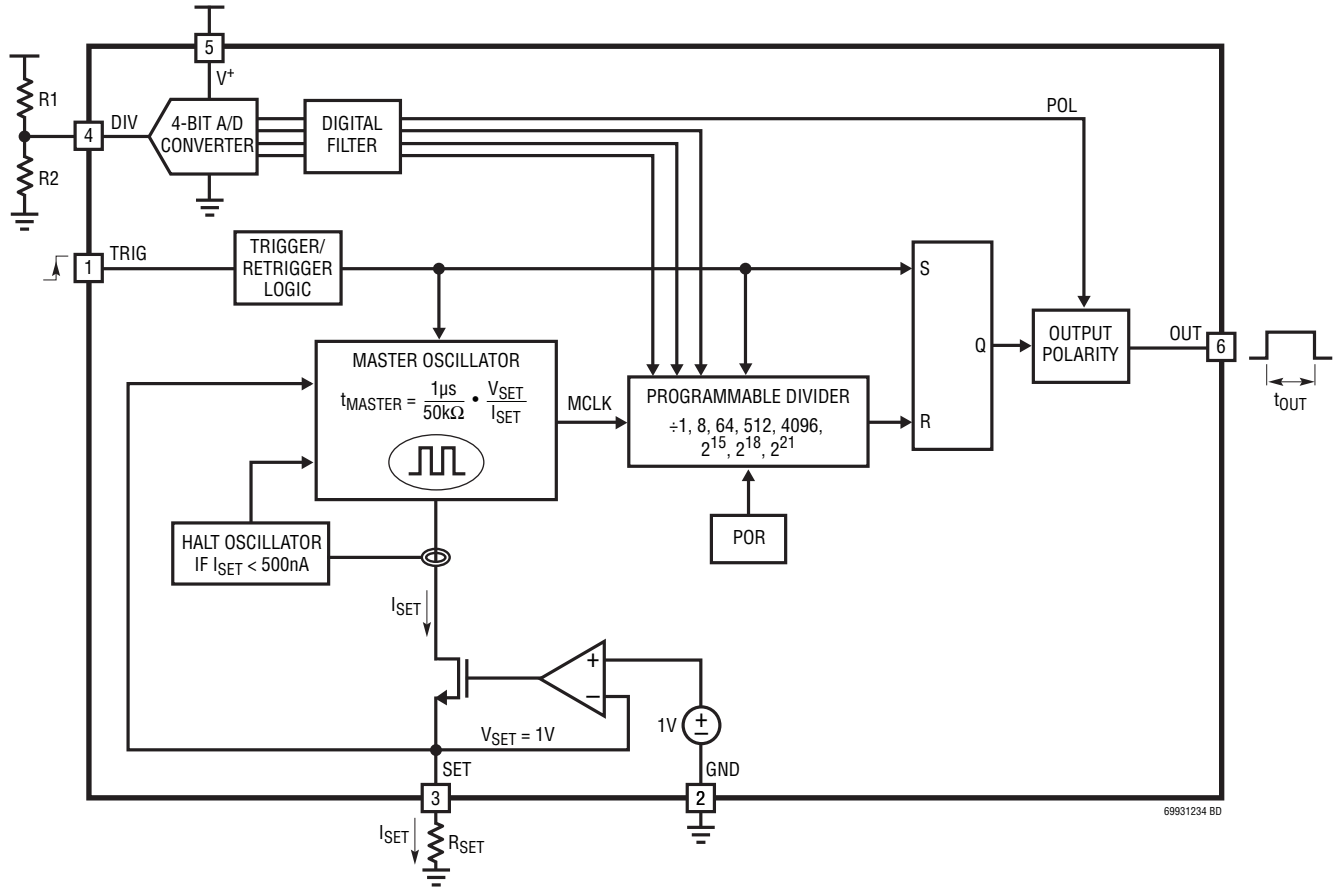 5
V+
R1
4
DIV
4-BIT A/D
CONVERTER
DIGITAL
FILTER
POL
R2
1
TRIG
TRIGGER/
RETRIGGER
LOGIC
S
Q
R
OUTPUT
POLARITY
OUT
6
tOUT
MASTER OSCILLATOR
tMASTER = 1µs/50kΩ • VSET/ISET
MCLK
PROGRAMMABLE DIVIDER
÷1, 8, 64, 512, 4096,
2^15, 2^18, 2^21
POR
HALT OSCILLATOR
IF ISET < 500nA
ISET
+
–
VSET = 1V
1V
+
–
SET
GND
3
2
69931234 BD
ISET
RSET